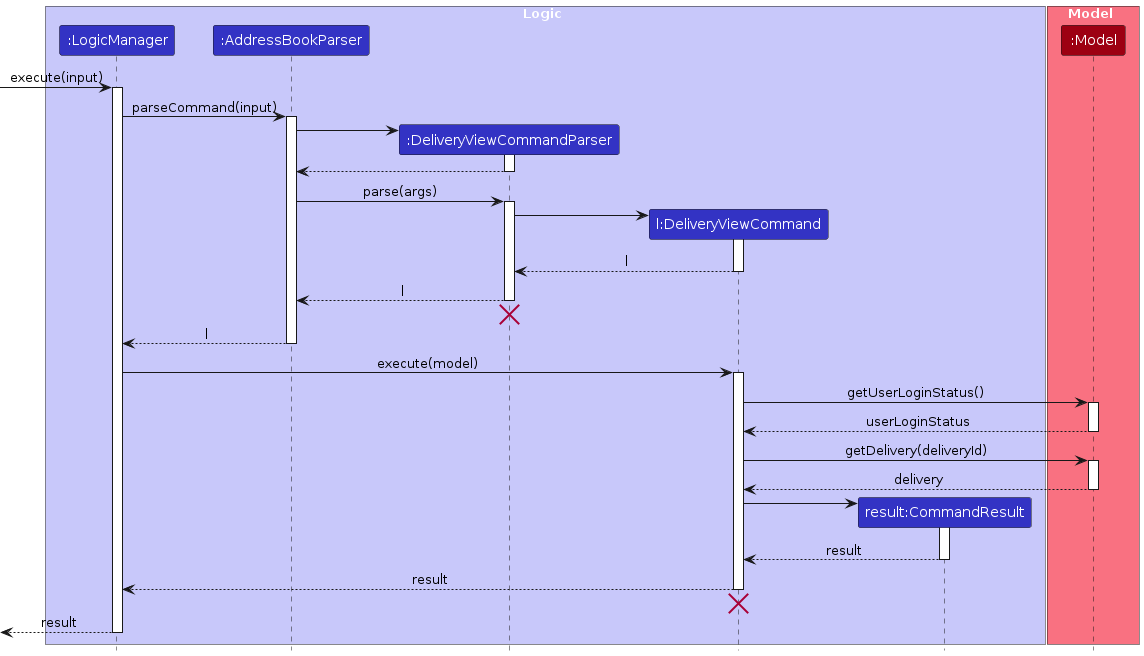 Logic
Model
:LogicManager
:AddressBookParser
:Model
execute(input)
parseCommand(input)
:DeliveryViewCommandParser
parse(args)
l:DeliveryViewCommand
l
l
l
execute(model)
getUserLoginStatus()
userLoginStatus
getDelivery(deliveryId)
delivery
result:CommandResult
result
result
result